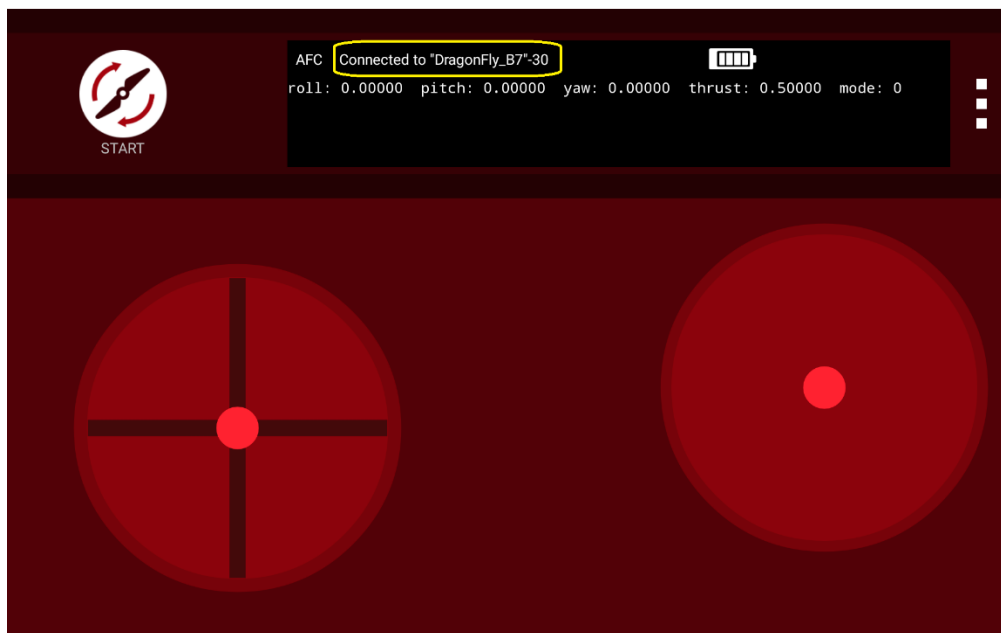 AFC Connected to "DragonFly_B7"-30
roll: 0.00000 pitch: 0.00000 yaw: 0.00000 thrust: 0.50000 mode: 0
START